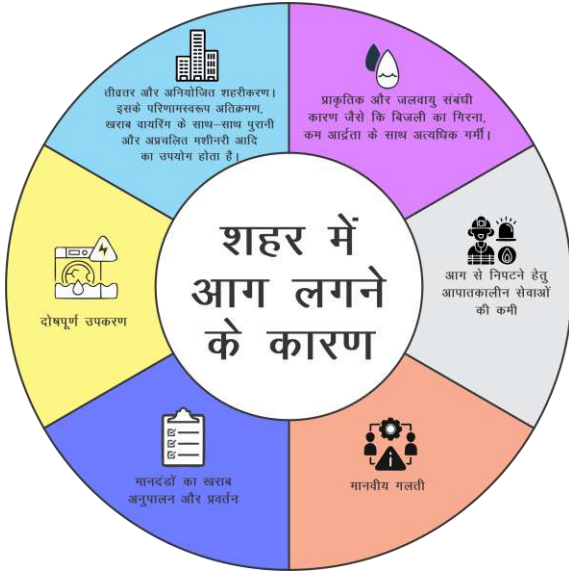 शहर में
आग लगने
के कारण
प्राकृतिक और जलवायु संबंधी
कारण जैसे कि बिजली का गिरना,
कम आर्द्रता के साथ अत्यधिक गर्मी।
आग से निपटने हेतु
आपातकालीन सेवाओं
की कमी
मानवीय गलती
मानदंडों का खराब
अनुपालन और प्रवर्तन
दोषपूर्ण उपकरण
तीव्रतर और अनियोजित शहरीकरण।
इसके परिणामस्वरूप अतिक्रमण,
खराब वायरिंग के साथ–साथ पुरानी
और अप्रचलित मशीनरी आदि
का उपयोग होता है।